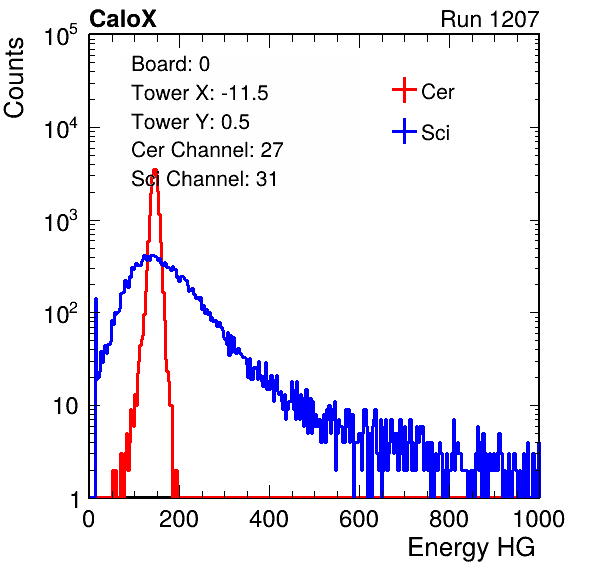 CaloX Run 1207
10^5
Counts
Board: 0
Tower X: -11.5
Tower Y: 0.5
Cer Channel: 27
Sci Channel: 31
Cer
Sci
10^4
10^3
10^2
10
1
0 200 400 600 800 1000
Energy HG